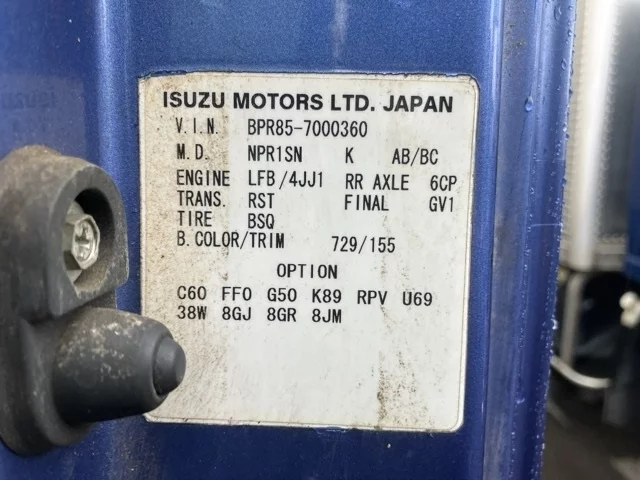 ISUZU MOTORS LTD. JAPAN
V.I.N. BPR85-7000360
M.D. NPR1SN K AB/BC
ENGINE LFB/4JJ1 RR AXLE 6CP
TRANS. RST FINAL GV1
TIRE BSQ
B.COLOR/TRIM 729/155
OPTION
C60 FF0 G50 K89 RPV U69
38W 8GJ 8GR 8JM